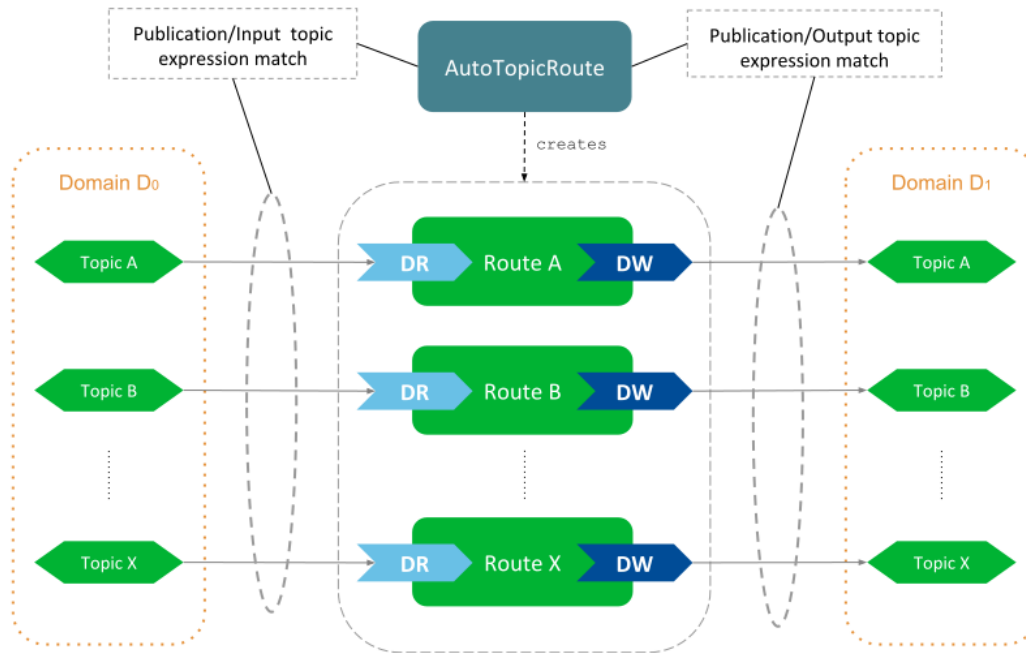 Publication/Input topic
expression match
AutoTopicRoute
Publication/Output topic
expression match
creates
Domain D0
Domain D1
Topic A
DR
Route A
DW
Topic A
Topic B
DR
Route B
DW
Topic B
Topic X
DR
Route X
DW
Topic X